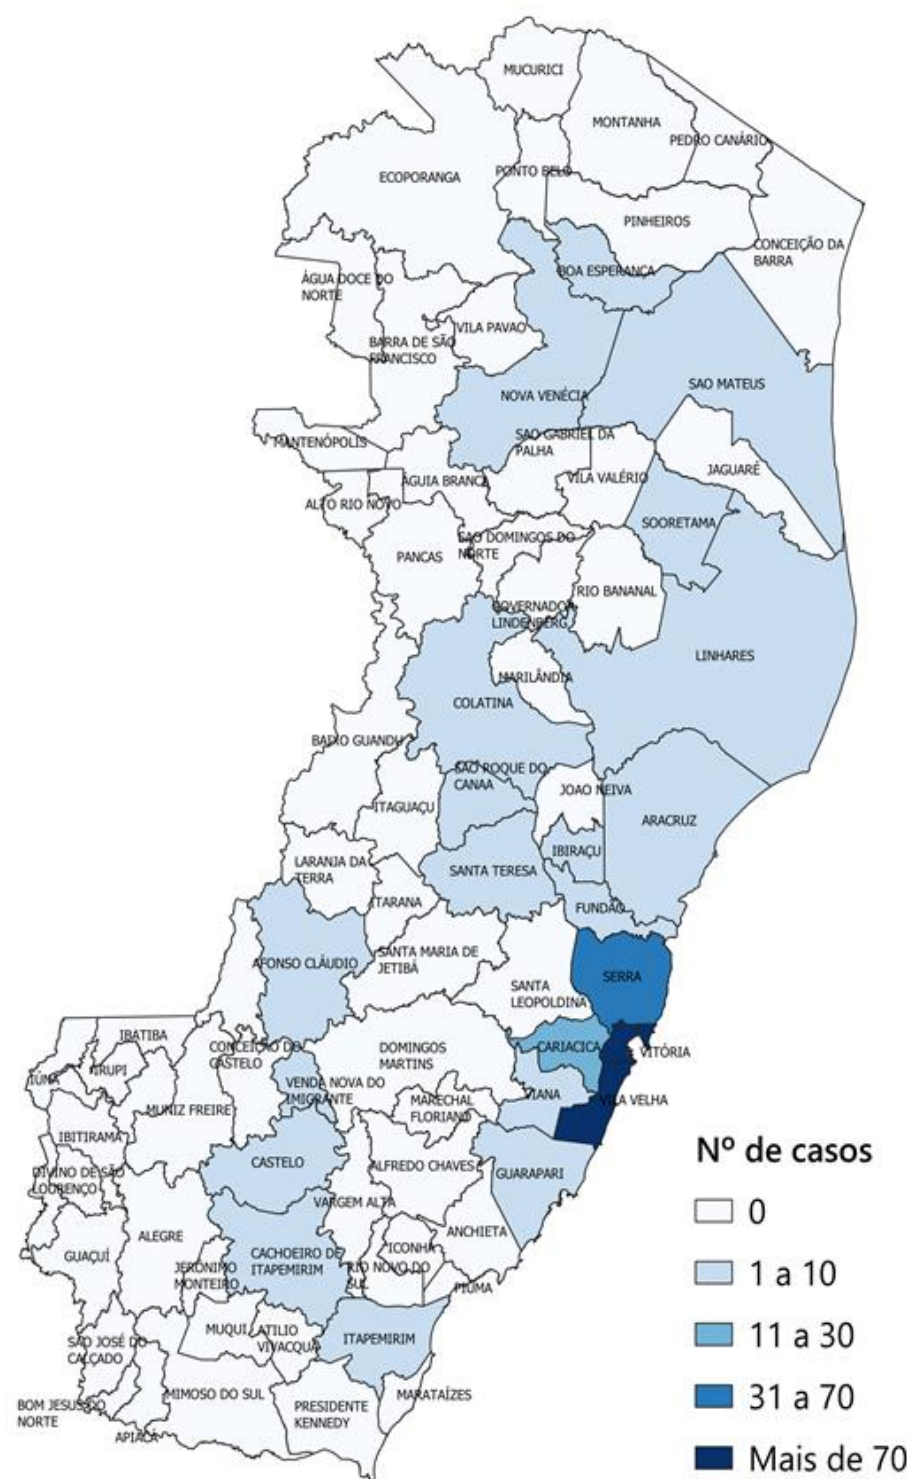 MUCURICI
MONTANHA
PEDRO CANÁRIO
ECOPORANGA
PONTO BELO
PINHEIROS
CONCEIÇÃO DA
BARRA
BOA ESPERANÇA
ÁGUA DOCE DO
NORTE
VILA PAVAO
BARRA DE SÃO
FRANCISCO
SAO MATEUS
NOVA VENÉCIA
MANTENÓPOLIS
SAO GABRIEL DA
PALHA
JAGUARÉ
ÁGUIA BRANCA
VILA VALÉRIO
ALTO RIO NOVO
SOORETAMA
SAO DOMINGOS DO
NORTE
PANCAS
RIO BANANAL
GOVERNADOR
LINDENBERG
LINHARES
MARILÂNDIA
COLATINA
BAIXO GUANDU
SAO ROQUE DO
CANAA
JOAO NEIVA
ITAGUAÇU
ARACRUZ
IBIRAÇU
LARANJA DA
TERRA
SANTA TERESA
ITARANA
FUNDÃO
SANTA MARIA DE
JETIBÁ
AFONSO CLÁUDIO
SERRA
SANTA
LEOPOLDINA
IBATIBA
CONCEIÇÃO DO
CASTELO
DOMINGOS
MARTINS
CARIACICA
VITÓRIA
IÚNA
IRUPI
VENDA NOVA DO
IMIGRANTE
MUNIZ FREIRE
MARECHAL
FLORIANO
VIANA
VILA VELHA
IBITIRAMA
CASTELO
ALFREDO CHAVES
GUARAPARI
DIVINO DE SÃO
LOURENÇO
VARGEM ALTA
ALEGRE
ANCHIETA
GUAÇUÍ
CACHOEIRO DE
ITAPEMIRIM
ICONHA
JERÔNIMO
MONTEIRO
RIO NOVO DO
SUL
PIUMA
MUQUI
ATILIO
VIVACQUA
ITAPEMIRIM
SÃO JOSÉ DO
CALÇADO
MIMOSO DO SUL
MARATAÍZES
BOM JESUS DO
NORTE
PRESIDENTE
KENNEDY
APIACÁ
Nº de casos
0
1 a 10
11 a 30
31 a 70
Mais de 70